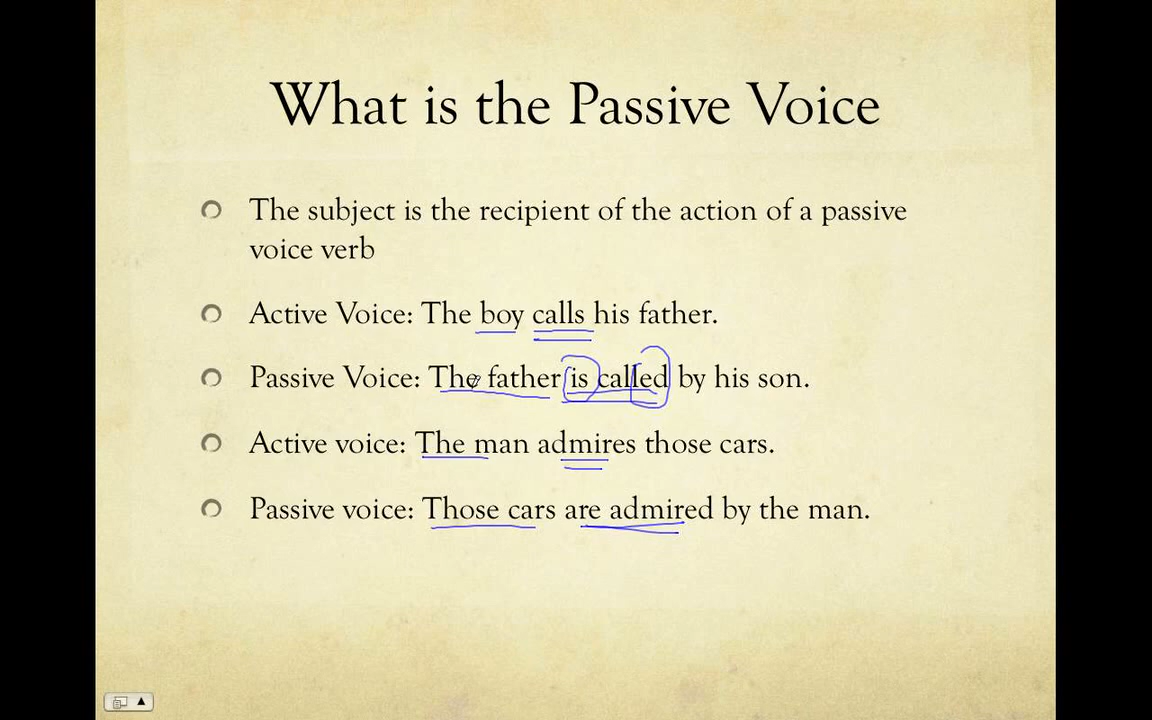 What is the Passive Voice
The subject is the recipient of the action of a passive
voice verb
Active Voice: The boy calls his father.
Passive Voice: The father is called by his son.
Active voice: The man admires those cars.
Passive voice: Those cars are admired by the man.